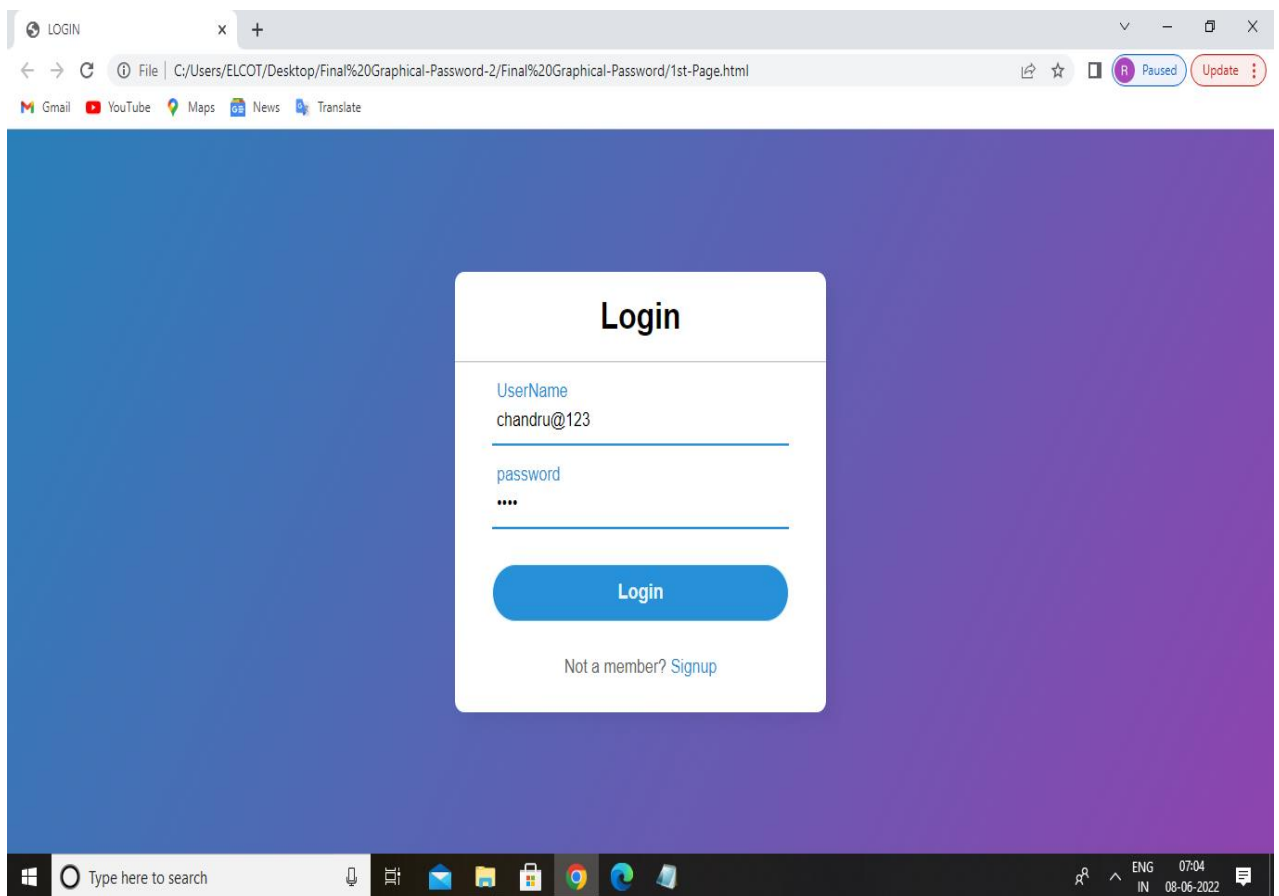 LOGIN
File | C:/Users/ELCOT/Desktop/Final%20Graphical-Password-2/Final%20Graphical-Password/1st-Page.html
R Paused Update
Gmail YouTube Maps News Translate
Login
UserName
chandru@123
password
••••
Login
Not a member? Signup
Type here to search
ENG 07:04
IN 08-06-2022